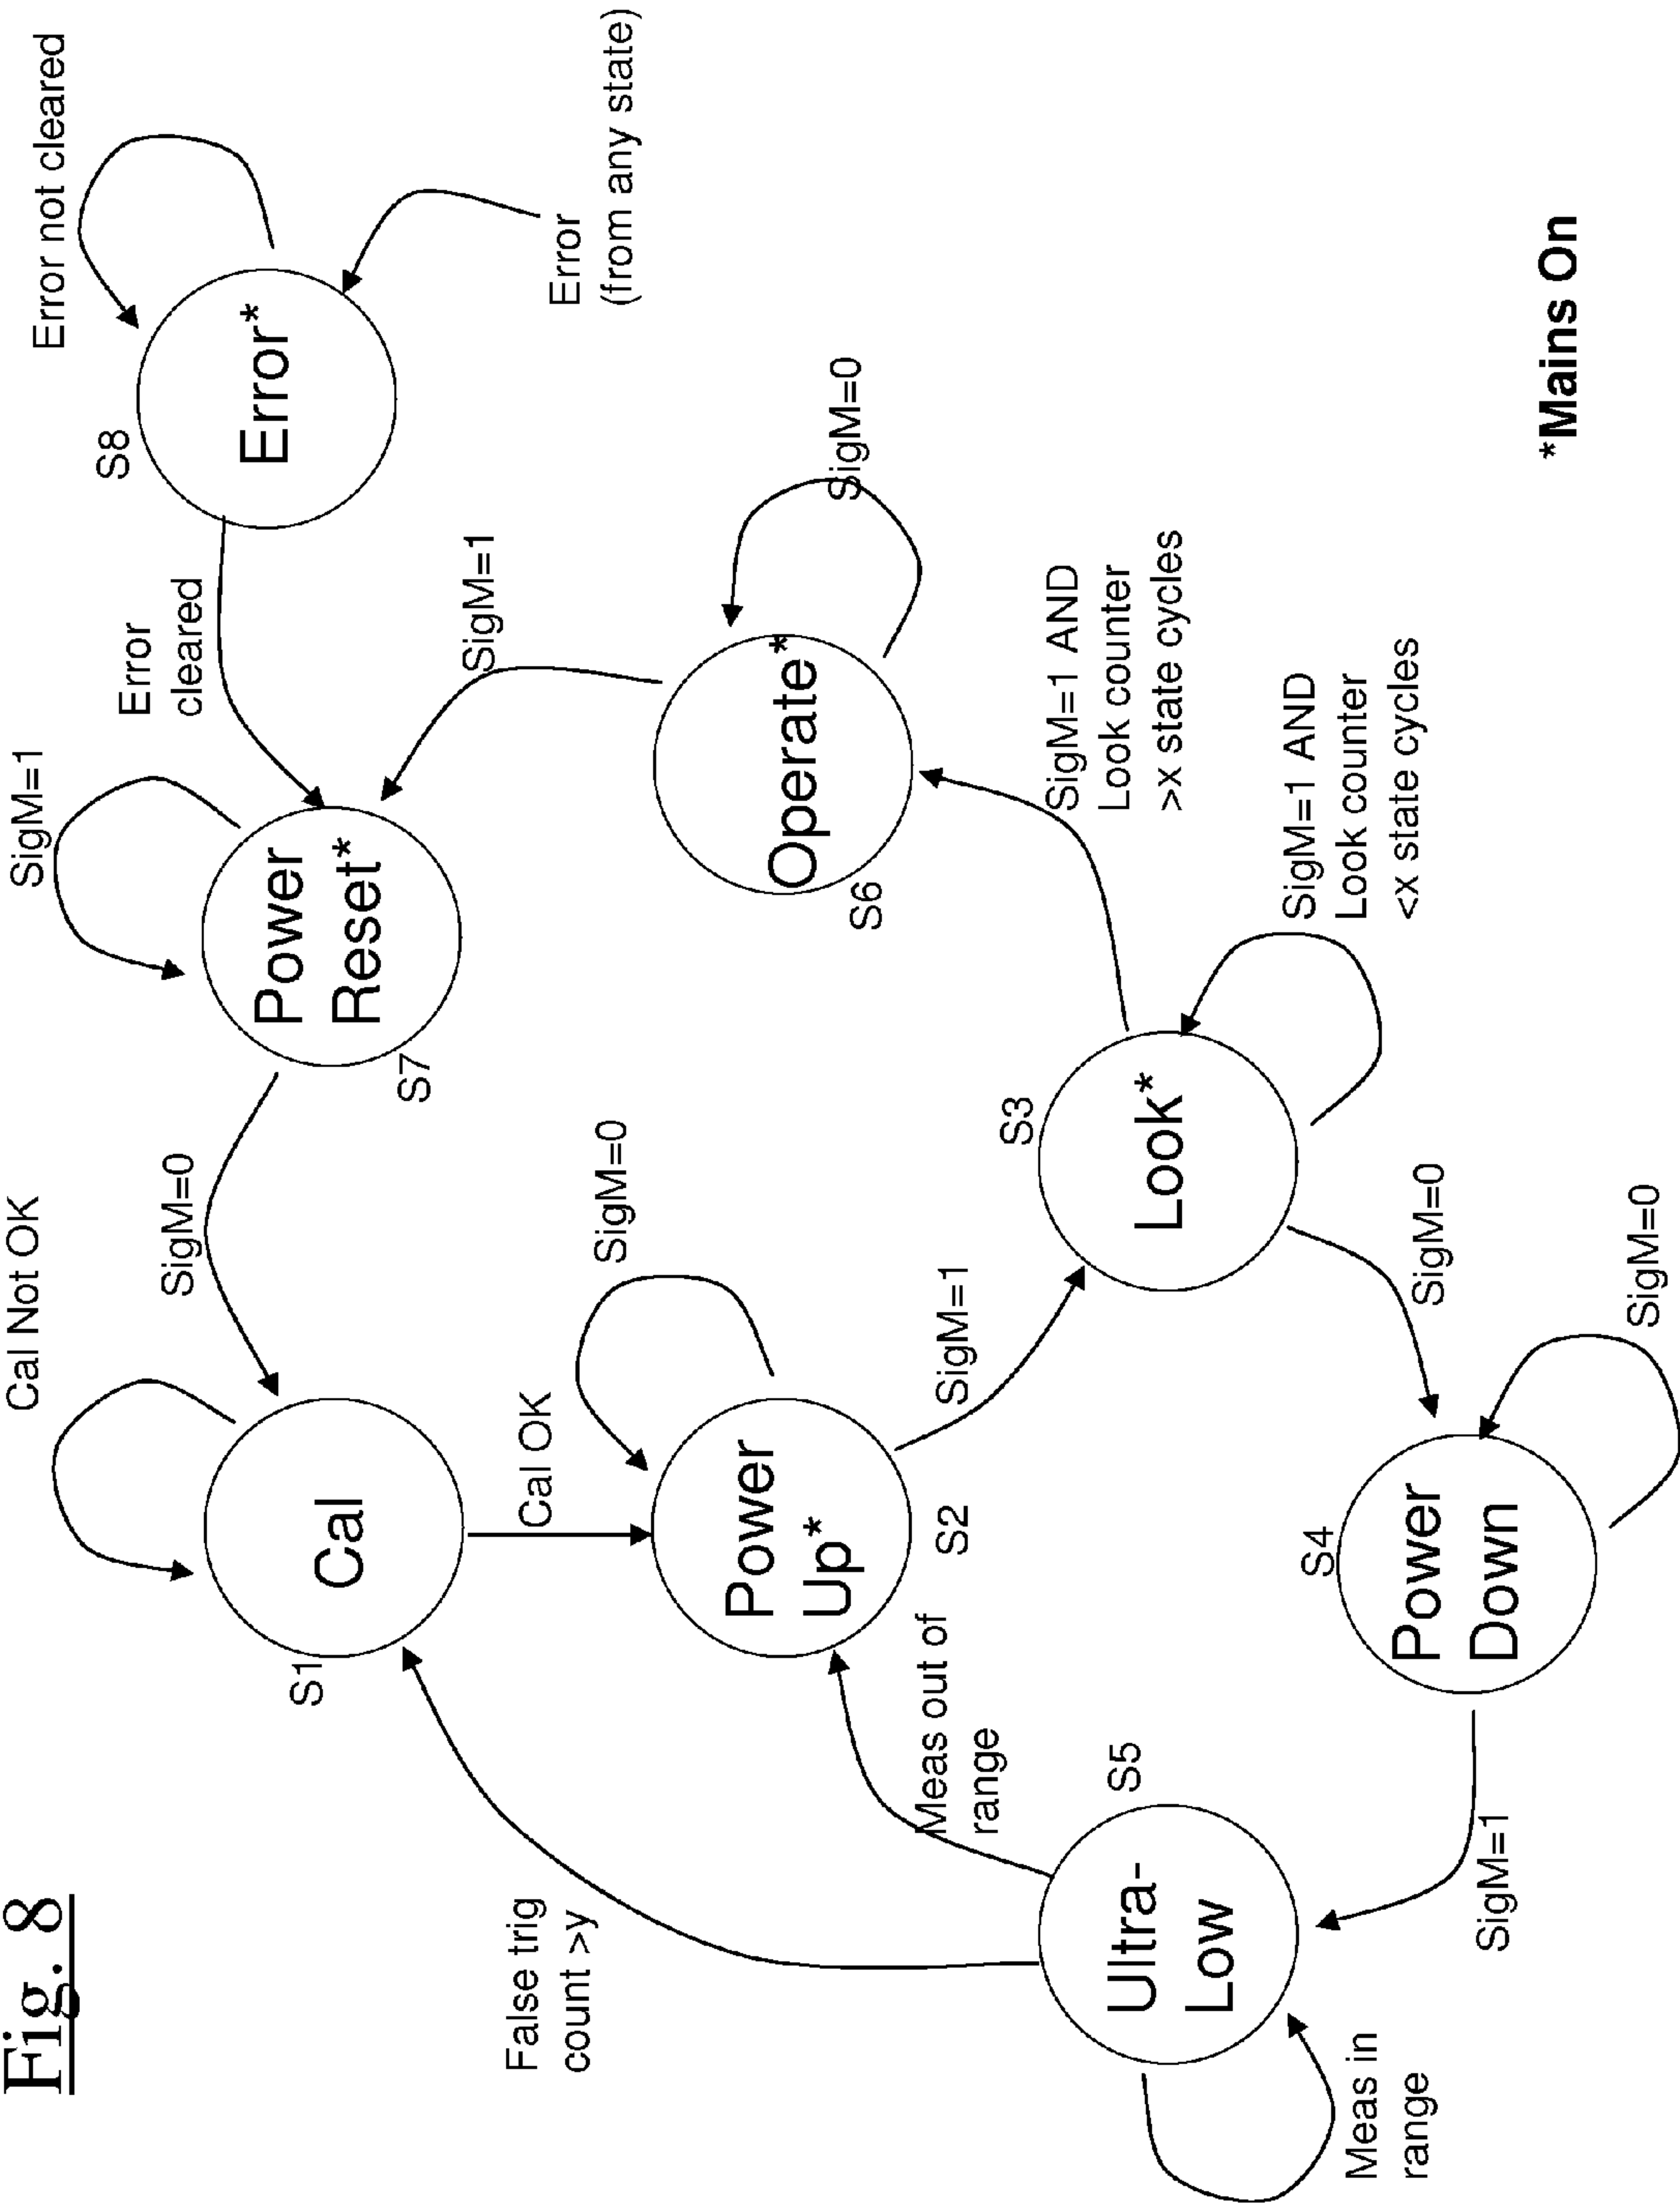 Fig. 8
Cal Not OK
S1
Cal
SigM=0
SigM=1
Power
Reset*
S7
Error
cleared
Error not cleared
S8
Error*
Error
(from any state)
Cal OK
SigM=0
Power
Up*
S2
SigM=1
Operate*
S6
SigM=0
False trig
count >y
Meas out of
range
SigM=1
S3
Look*
SigM=1 AND
Look counter
>x state cycles
SigM=1 AND
Look counter
<x state cycles
S5
Ultra-
Low
Meas in
range
SigM=1
S4
Power
Down
SigM=0
SigM=0
*Mains On